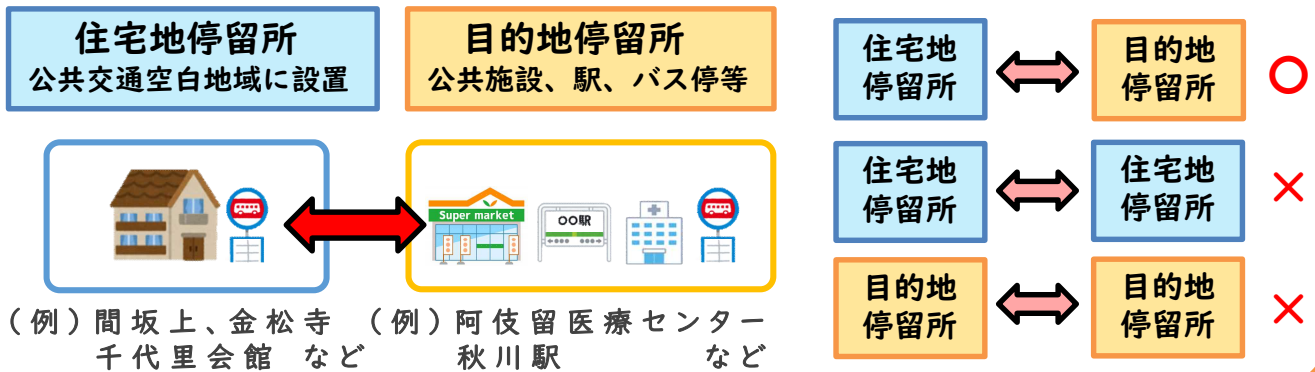 住宅地停留所
公共交通空白地域に設置
目的地停留所
公共施設、駅、バス停等
Super market
〇〇駅
(例)間坂上、金松寺
千代里会館 など
(例)阿伎留医療センター
秋川駅 など
住宅地
停留所
目的地
停留所
○
住宅地
停留所
住宅地
停留所
×
目的地
停留所
目的地
停留所
×